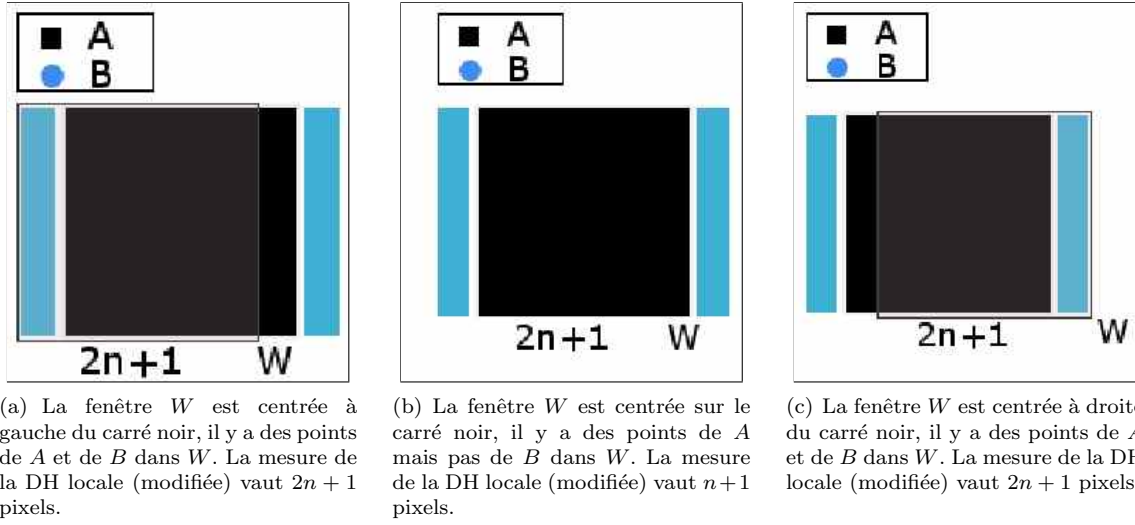 A
B
2n+1 W
A
B
2n+1 W
A
B
2n+1 W
(a) La fenêtre W est centrée à
gauche du carré noir, il y a des points
de A et de B dans W. La mesure de
la DH locale (modifiée) vaut 2n + 1
pixels.
(b) La fenêtre W est centrée sur le
carré noir, il y a des points de A
mais pas de B dans W. La mesure
de la DH locale (modifiée) vaut n+1
pixels.
(c) La fenêtre W est centrée à droite
du carré noir, il y a des points de A
et de B dans W. La mesure de la DH
locale (modifiée) vaut 2n + 1 pixels